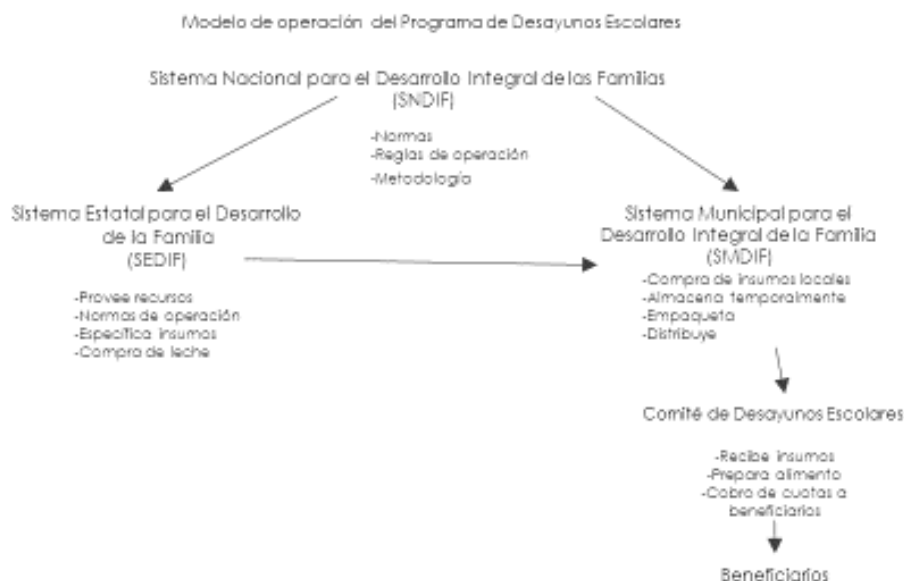 Modelo de operación del Programa de Desayunos Escolares
Sistema Nacional para el Desarrollo Integral de las Familias
(SNDIF)
-Normas
-Reglas de operación
-Metodología
Sistema Estatal para el Desarrollo
de la Familia
(SEDIF)
-Provee recursos
-Normas de operación
-Específica insumos
-Compra de leche
Sistema Municipal para el
Desarrollo Integral de la Familia
(SMDIF)
-Compra de insumos locales
-Almacena temporalmente
-Empaqueta
-Distribuye
Comité de Desayunos Escolares
-Recibe insumos
-Prepara alimento
-Cobro de cuotas a
beneficiarios
Beneficiarios